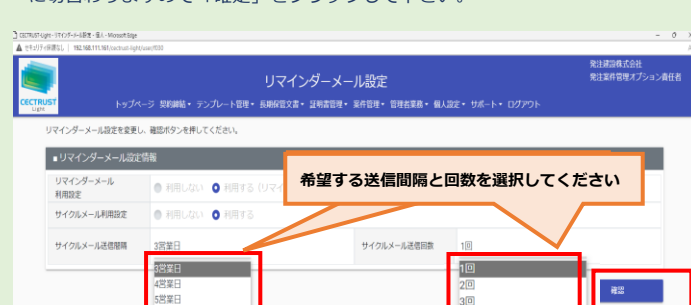 に切替わりますので「確定」をクリックして下さい。
CECTRUST-Light - リマインダーメール設定 - 個人 - Microsoft Edge
セキュリティ保護なし | 192.168.111.161/cectrust-light/user/f030
発注建設株式会社
発注案件管理オプション責任者
CECTRUST
Light
リマインダーメール設定
トップページ 契約締結 テンプレート管理 長期保管文書 証明書管理 案件管理 管理者業務 個人設定 サポート ログアウト
リマインダーメール設定を変更し、確認ボタンを押してください。
■リマインダーメール設定情報
希望する送信間隔と回数を選択してください
リマインダーメール
利用設定
利用しない 利用する (リマイ
サイクルメール利用設定 利用しない 利用する
サイクルメール送信間隔 3営業日 サイクルメール送信回数 1回
3営業日 1回
4営業日 2回
5営業日 3回
確認